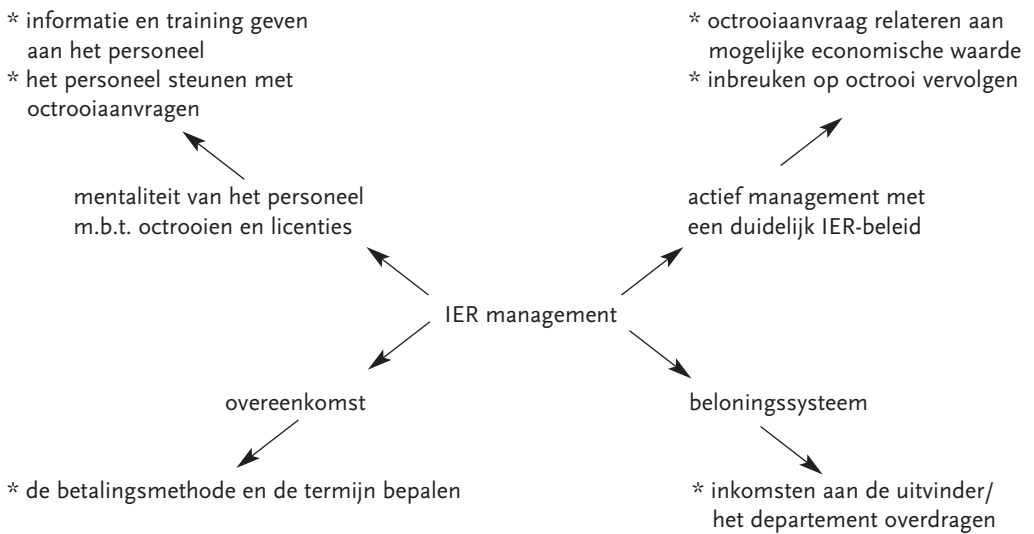 * informatie en training geven
aan het personeel
* het personeel steunen met
octrooiaanvragen
* octrooiaanvraag relateren aan
mogelijke economische waarde
* inbreuken op octrooi vervolgen
mentaliteit van het personeel
m.b.t. octrooien en licenties
actief management met
een duidelijk IER-beleid
IER management
overeenkomst
beloningssysteem
* de betalingsmethode en de termijn bepalen
* inkomsten aan de uitvinder/
het departement overdragen